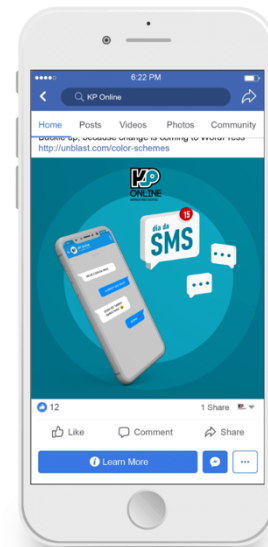 6:22 PM
KP Online
Home Posts Videos Photos Community
Buckle up, because change is coming to WordPress
http://unblast.com/color-schemes
KP
ONLINE
15
dia do
SMS
12
1 Share
Like Comment Share
Learn More